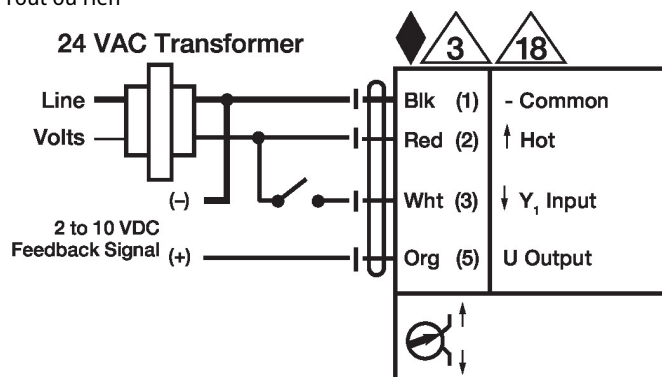 Tout ou rien
24 VAC Transformer
3
18
Line
Volts
Blk (1) - Common
Red (2) ↑ Hot
(-)
Wht (3) ↓ Y₁ Input
2 to 10 VDC
Feedback Signal (+)
Org (5) U Output